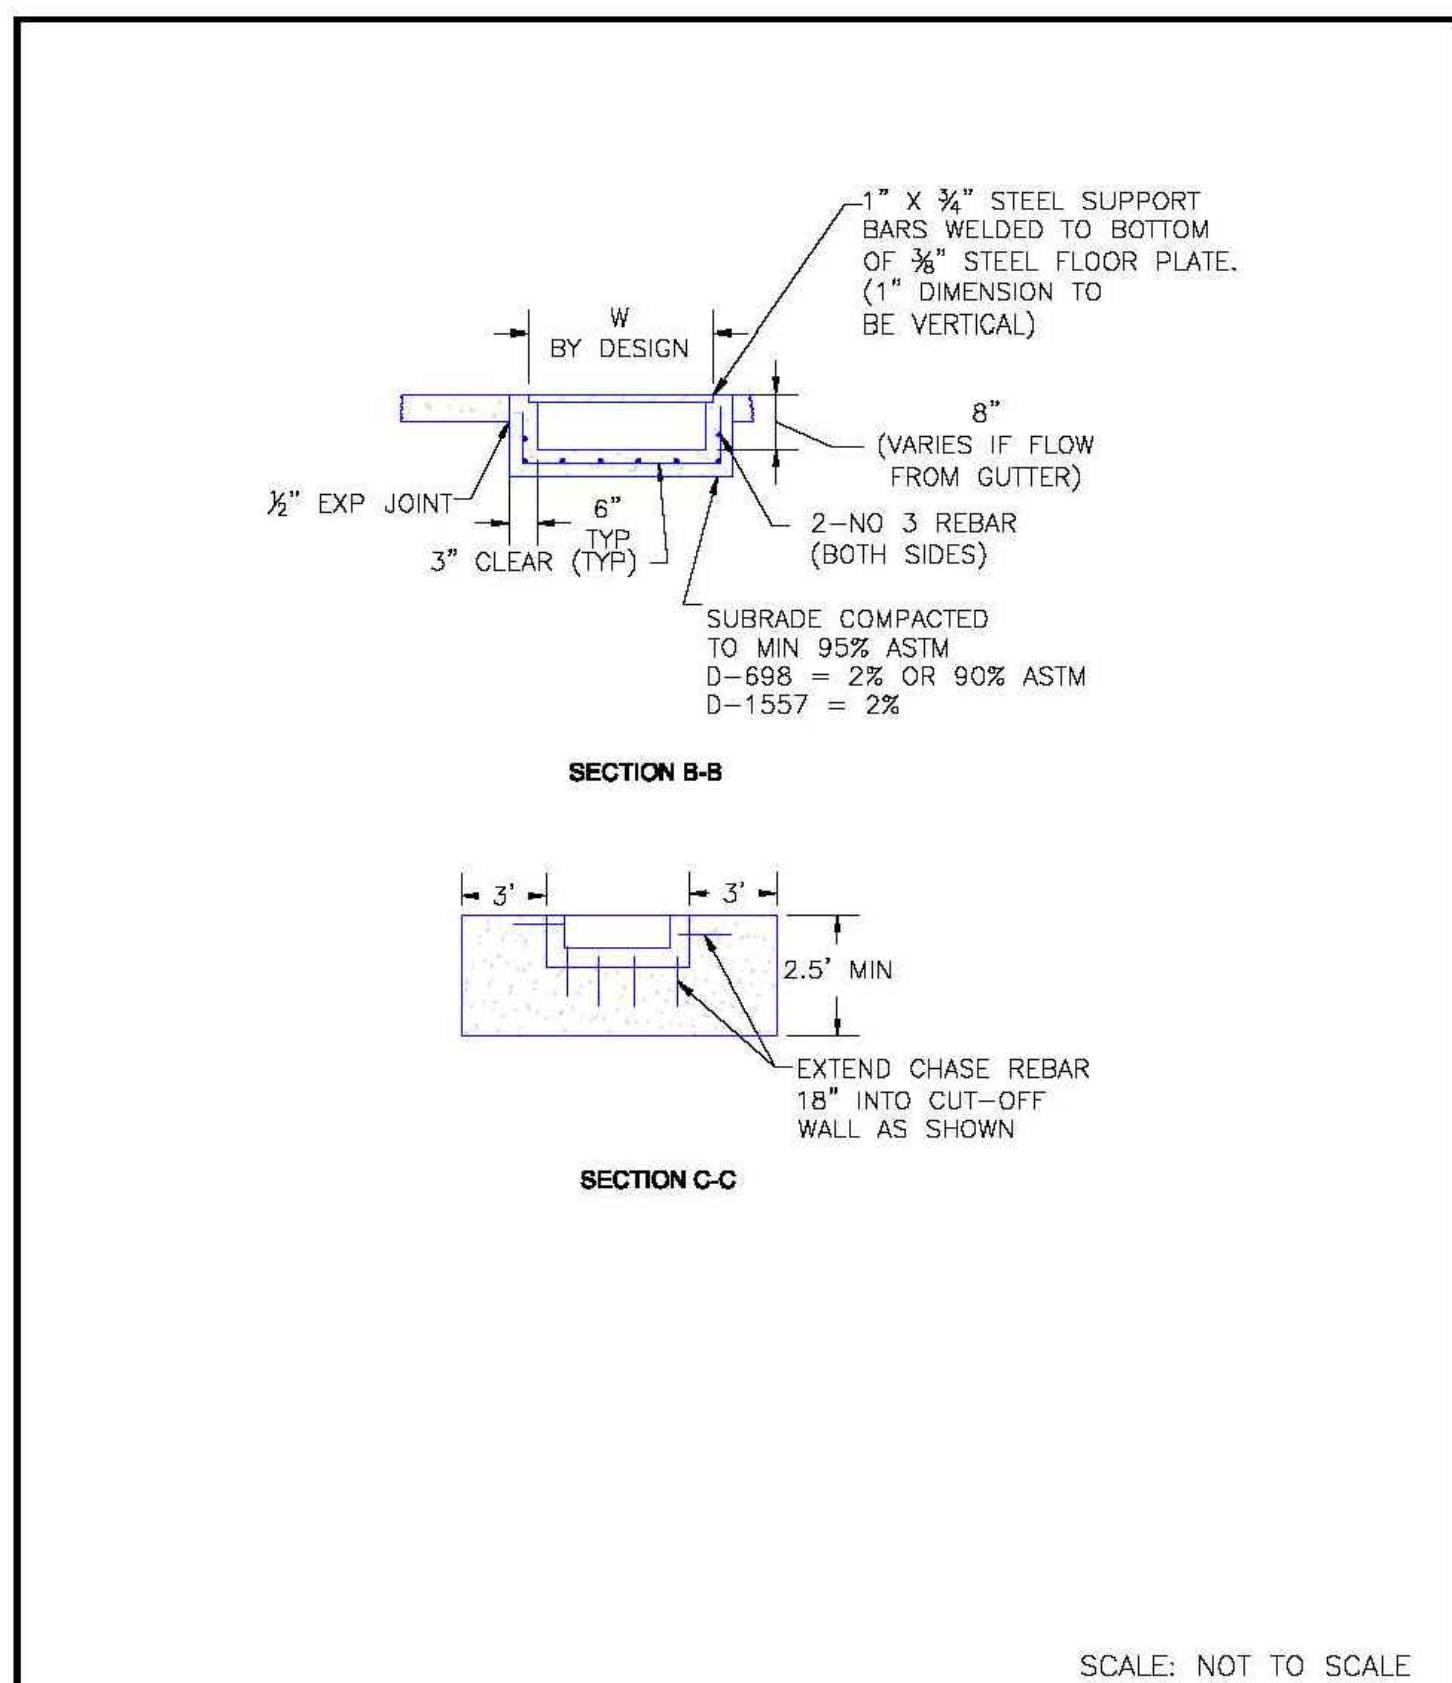 1" X ¾" STEEL SUPPORT
BARS WELDED TO BOTTOM
OF ⅜" STEEL FLOOR PLATE.
(1" DIMENSION TO
BE VERTICAL)
W
BY DESIGN
8"
(VARIES IF FLOW
FROM GUTTER)
½" EXP JOINT
6"
TYP
3" CLEAR (TYP)
2-NO 3 REBAR
(BOTH SIDES)
SUBRADE COMPACTED
TO MIN 95% ASTM
D-698 = 2% OR 90% ASTM
D-1557 = 2%
SECTION B-B
3'
3'
2.5' MIN
EXTEND CHASE REBAR
18" INTO CUT-OFF
WALL AS SHOWN
SECTION C-C
SCALE: NOT TO SCALE